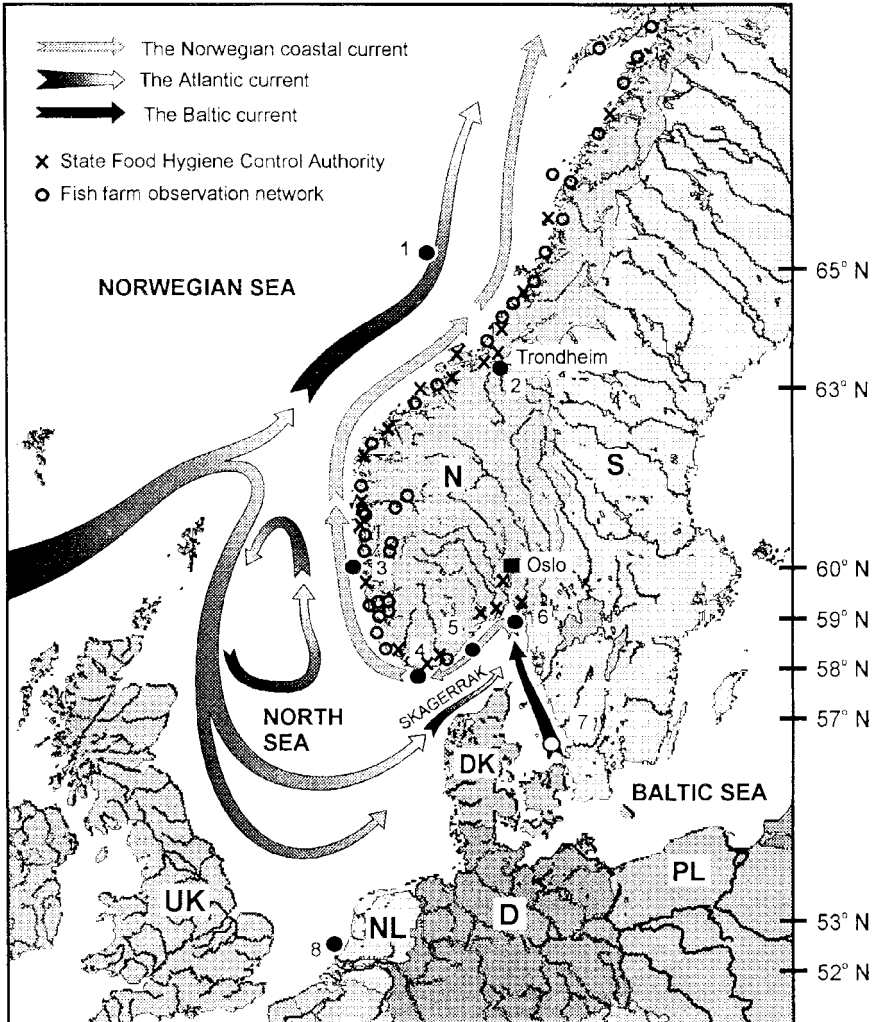 The Norwegian coastal current
The Atlantic current
The Baltic current
x State Food Hygiene Control Authority
o Fish farm observation network
1
NORWEGIAN SEA
65° N
Trondheim
2
63° N
N
S
Oslo
3
60° N
6
59° N
5
4
58° N
SKAGERRAK
NORTH
SEA
7
57° N
DK
BALTIC SEA
PL
UK
NL
D
53° N
8
52° N